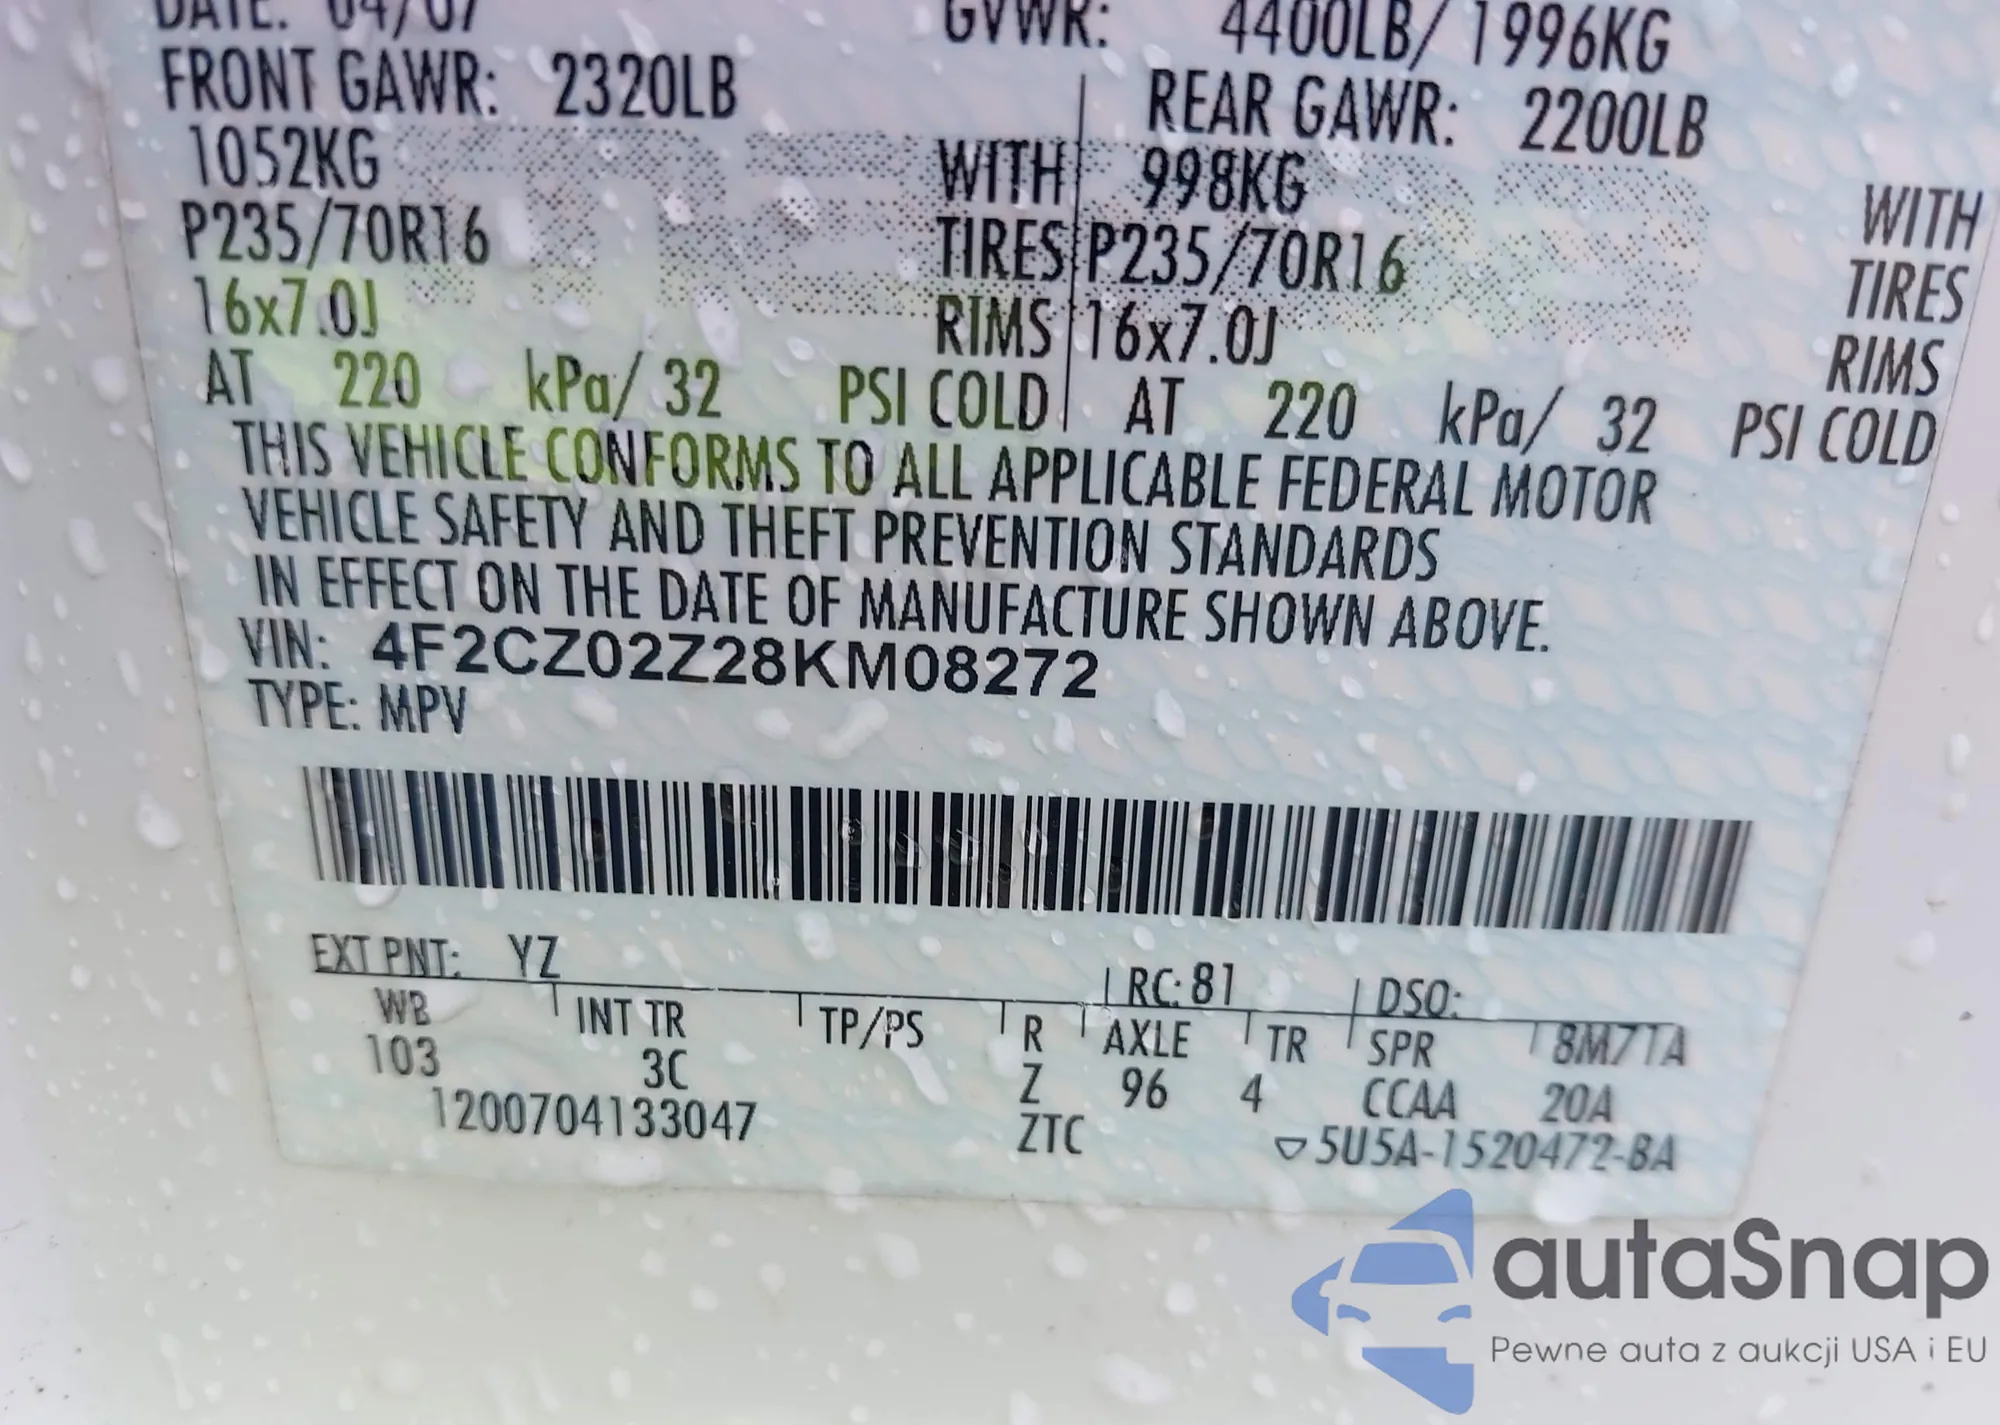 DATE: 04/07 GVWR: 4400LB/ 1996KG
FRONT GAWR: 2320LB REAR GAWR: 2200LB
1052KG WITH 998KG WITH
P235/70R16 TIRES P235/70R16 TIRES
16x7.0J RIMS 16x7.0J RIMS
AT 220 kPa/ 32 PSI COLD AT 220 kPa/ 32 PSI COLD
THIS VEHICLE CONFORMS TO ALL APPLICABLE FEDERAL MOTOR
VEHICLE SAFETY AND THEFT PREVENTION STANDARDS
IN EFFECT ON THE DATE OF MANUFACTURE SHOWN ABOVE.
VIN: 4F2CZ02Z28KM08272
TYPE: MPV
EXT PNT: YZ RC: 81 DSO:
WB INT TR TP/PS R AXLE TR SPR 8M7TA
103 3C Z 96 4 CCAA 20A
1200704133047 ZTC 5U5A-1520472-BA
autaSnap
Pewne auta z aukcji USA i EU